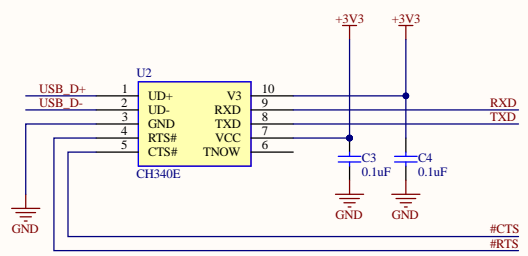 +3V3 +3V3
U2
USB_D+ 1 UD+ V3 10
USB_D- 2 UD- RXD 9 RXD
3 GND TXD 8 TXD
4 RTS# VCC 7
5 CTS# TNOW 6
CH340E
C3 0.1uF
C4 0.1uF
GND GND GND
#CTS
#RTS